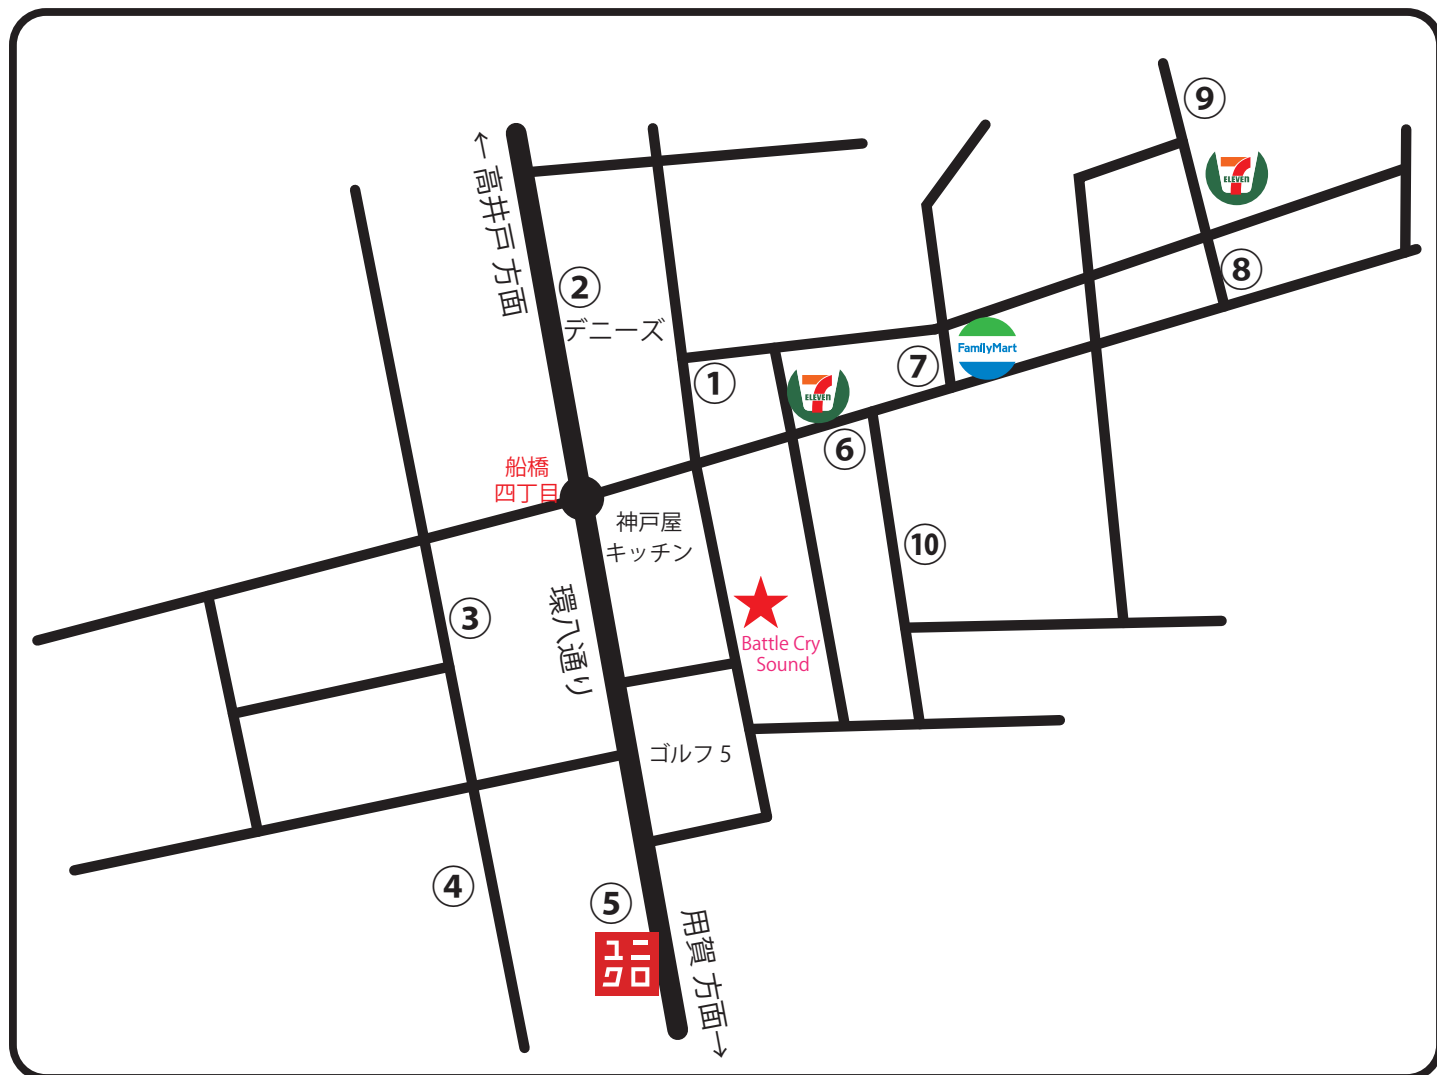 ⑨
7
ELEVEN
← 高井戸 方面
②
デニーズ
⑧
FamilyMart
⑦
①
7
ELEVEN
⑥
船橋
四丁目
神戸屋
キッチン
⑩
環八通り
③
Battle Cry
Sound
ゴルフ 5
④
⑤
ユニ
クロ
用賀 方面→